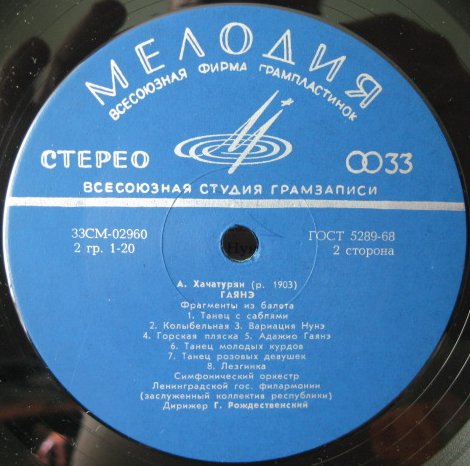 МЕЛОДИЯ
ВСЕСОЮЗНАЯ ФИРМА ГРАМПЛАСТИНОК
СТЕРЕО 33
ВСЕСОЮЗНАЯ СТУДИЯ ГРАМЗАПИСИ
33СМ-02960 ГОСТ 5289-68
2 гр. 1-20 2 сторона
А. Хачатурян (р. 1903)
ГАЯНЭ
Фрагменты из балета
1. Танец с саблями
2. Колыбельная 3. Вариация Нунэ
4. Горская пляска 5. Адажио Гаянэ
6. Танец молодых курдов
7. Танец розовых девушек
8. Лезгинка
Симфонический оркестр
Ленинградской гос. филармонии
(заслуженный коллектив республики)
Дирижер Г. Рождественский